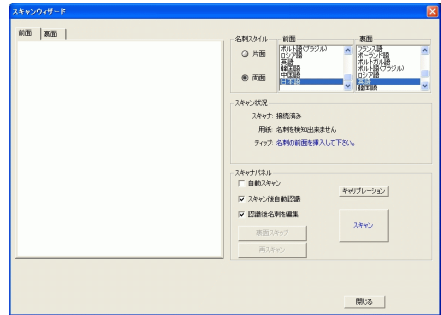 スキャンウィザード
前面 裏面
名刺スタイル 前面 裏面
片面
両面
ポルト語(ブラジル)
ロシア語
英語
韓国語
中国語
日本語
フランス語
ポーランド語
ポルトガル語
ポルト語(ブラジル)
ロシア語
英語
韓国語
スキャン状況
スキャナ: 接続済み
用紙: 名刺を検知出来ません
ティップ: 名刺の前面を挿入して下さい。
スキャナパネル
自動スキャン
キャリブレーション
スキャン後自動認識
認識後名刺を編集
スキャン
裏面スキップ
再スキャン
閉じる